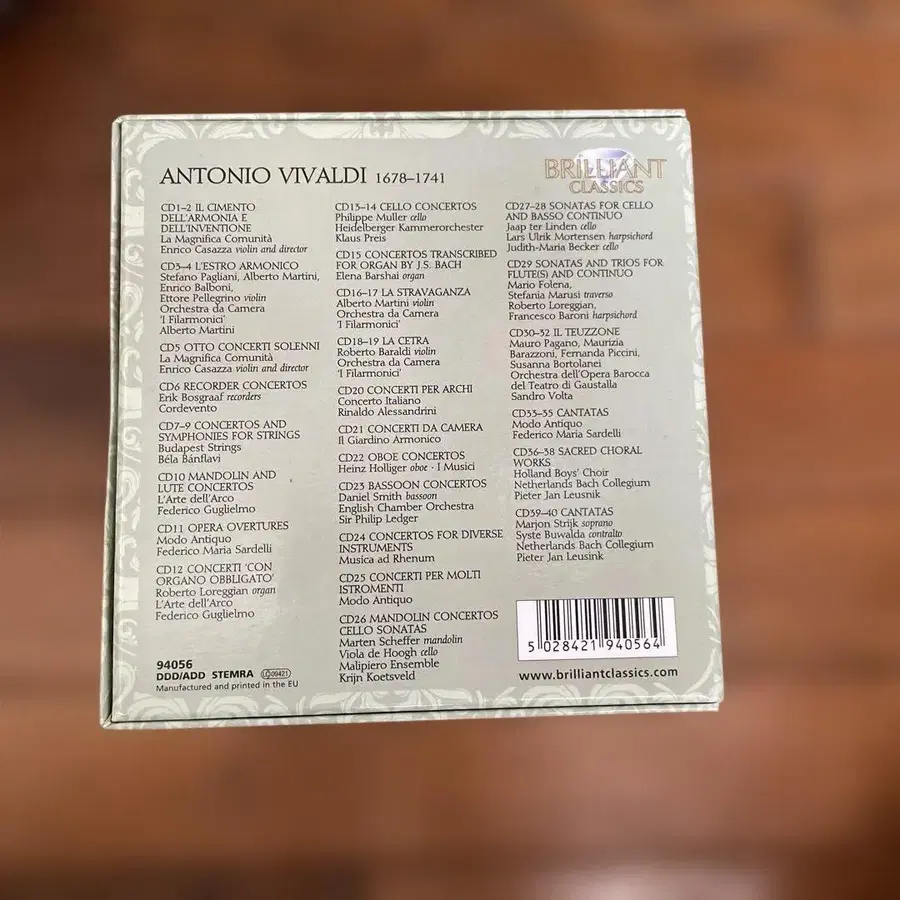 ANTONIO VIVALDI 1678–1741
BRILLIANT
CLASSICS
CD1–2 IL CIMENTO
DELL'ARMONIA E
DELL'INVENTIONE
La Magnifica Comunità
Enrico Casazza violin and director
CD3–4 L'ESTRO ARMONICO
Stefano Pagliani, Alberto Martini,
Enrico Balboni,
Ettore Pellegrino violin
Orchestra da Camera
'I Filarmonici'
Alberto Martini
CD5 OTTO CONCERTI SOLENNI
La Magnifica Comunità
Enrico Casazza violin and director
CD6 RECORDER CONCERTOS
Erik Bosgraaf recorders
Cordevento
CD7–9 CONCERTOS AND
SYMPHONIES FOR STRINGS
Budapest Strings
Béla Bánflavi
CD10 MANDOLIN AND
LUTE CONCERTOS
L'Arte dell'Arco
Federico Guglielmo
CD11 OPERA OVERTURES
Modo Antiquo
Federico Maria Sardelli
CD12 CONCERTI 'CON
ORGANO OBBLIGATO'
Roberto Loreggian organ
L'Arte dell'Arco
Federico Guglielmo
94056
DDD/ADD STEMRA LC 09421
Manufactured and printed in the EU
CD13–14 CELLO CONCERTOS
Philippe Muller cello
Heidelberger Kammerorchester
Klaus Preis
CD15 CONCERTOS TRANSCRIBED
FOR ORGAN BY J.S. BACH
Elena Barshai organ
CD16–17 LA STRAVAGANZA
Alberto Martini violin
Orchestra da Camera
'I Filarmonici'
CD18–19 LA CETRA
Roberto Baraldi violin
Orchestra da Camera
'I Filarmonici'
CD20 CONCERTI PER ARCHI
Concerto Italiano
Rinaldo Alessandrini
CD21 CONCERTI DA CAMERA
Il Giardino Armonico
CD22 OBOE CONCERTOS
Heinz Holliger oboe · I Musici
CD23 BASSOON CONCERTOS
Daniel Smith bassoon
English Chamber Orchestra
Sir Philip Ledger
CD24 CONCERTOS FOR DIVERSE
INSTRUMENTS
Musica ad Rhenum
CD25 CONCERTI PER MOLTI
ISTROMENTI
Modo Antiquo
CD26 MANDOLIN CONCERTOS
CELLO SONATAS
Marten Scheffer mandolin
Viola de Hoogh cello
Malipiero Ensemble
Krijn Koetsveld
CD27–28 SONATAS FOR CELLO
AND BASSO CONTINUO
Jaap ter Linden cello
Lars Ulrik Mortensen harpsichord
Judith-Maria Becker cello
CD29 SONATAS AND TRIOS FOR
FLUTE(S) AND CONTINUO
Mario Folena,
Stefania Marusi traverso
Roberto Loreggian,
Francesco Baroni harpsichord
CD30–32 IL TEUZZONE
Mauro Pagano, Maurizia
Barazzoni, Fernanda Piccini,
Susanna Bortolanei
Orchestra dell'Opera Barocca
del Teatro di Gaustalla
Sandro Volta
CD33–35 CANTATAS
Modo Antiquo
Federico Maria Sardelli
CD36–38 SACRED CHORAL
WORKS
Holland Boys' Choir
Netherlands Bach Collegium
Pieter Jan Leusnik
CD39–40 CANTATAS
Marjon Strijk soprano
Syste Buwalda contralto
Netherlands Bach Collegium
Pieter Jan Leusink
5 028421 940564
www.brilliantclassics.com